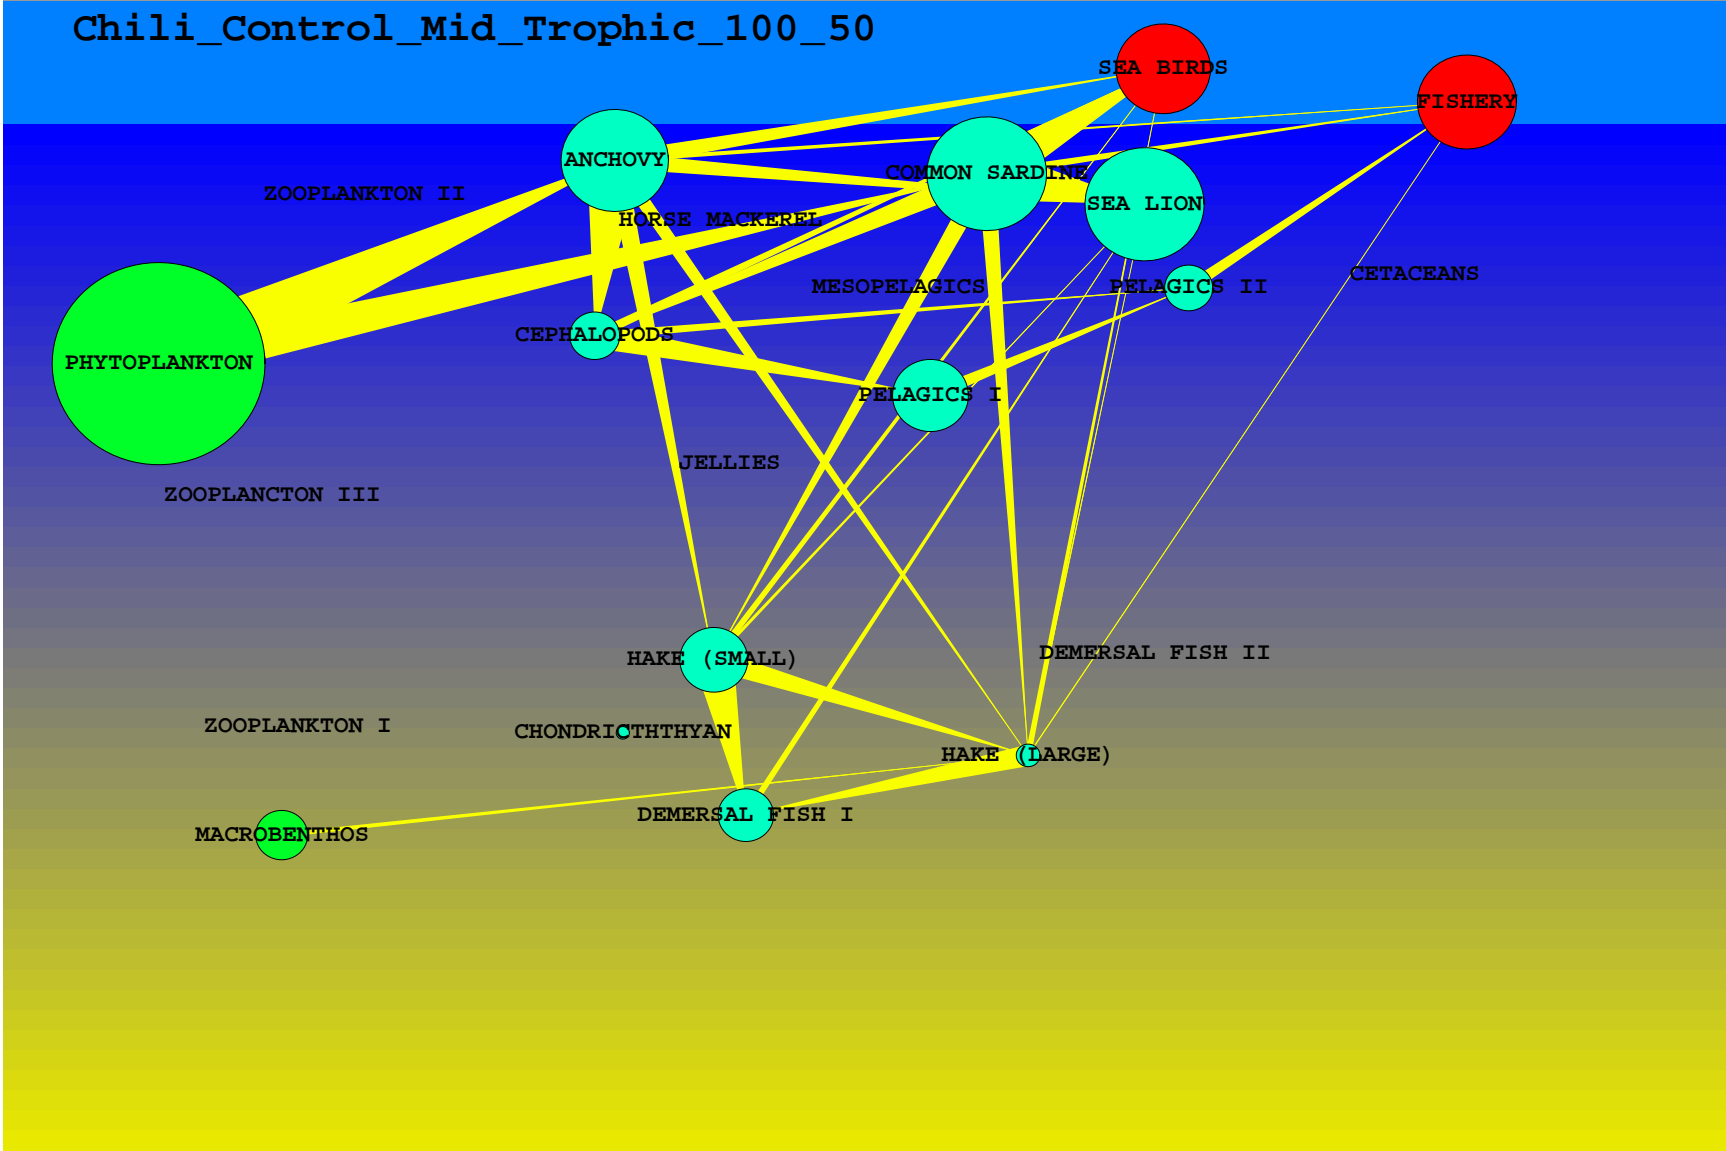 Chili_Control_Mid_Trophic_100_50
SEA BIRDS
FISHERY
ANCHOVY
COMMON SARDINE
ZOOPLANKTON II
SEA LION
HORSE MACKEREL
CETACEANS
MESOPELAGICS
PELAGICS II
CEPHALOPODS
PHYTOPLANKTON
PELAGICS I
JELLIES
ZOOPLANCTON III
DEMERSAL FISH II
HAKE (SMALL)
ZOOPLANKTON I
CHONDRICTHTHYAN
HAKE (LARGE)
DEMERSAL FISH I
MACROBENTHOS